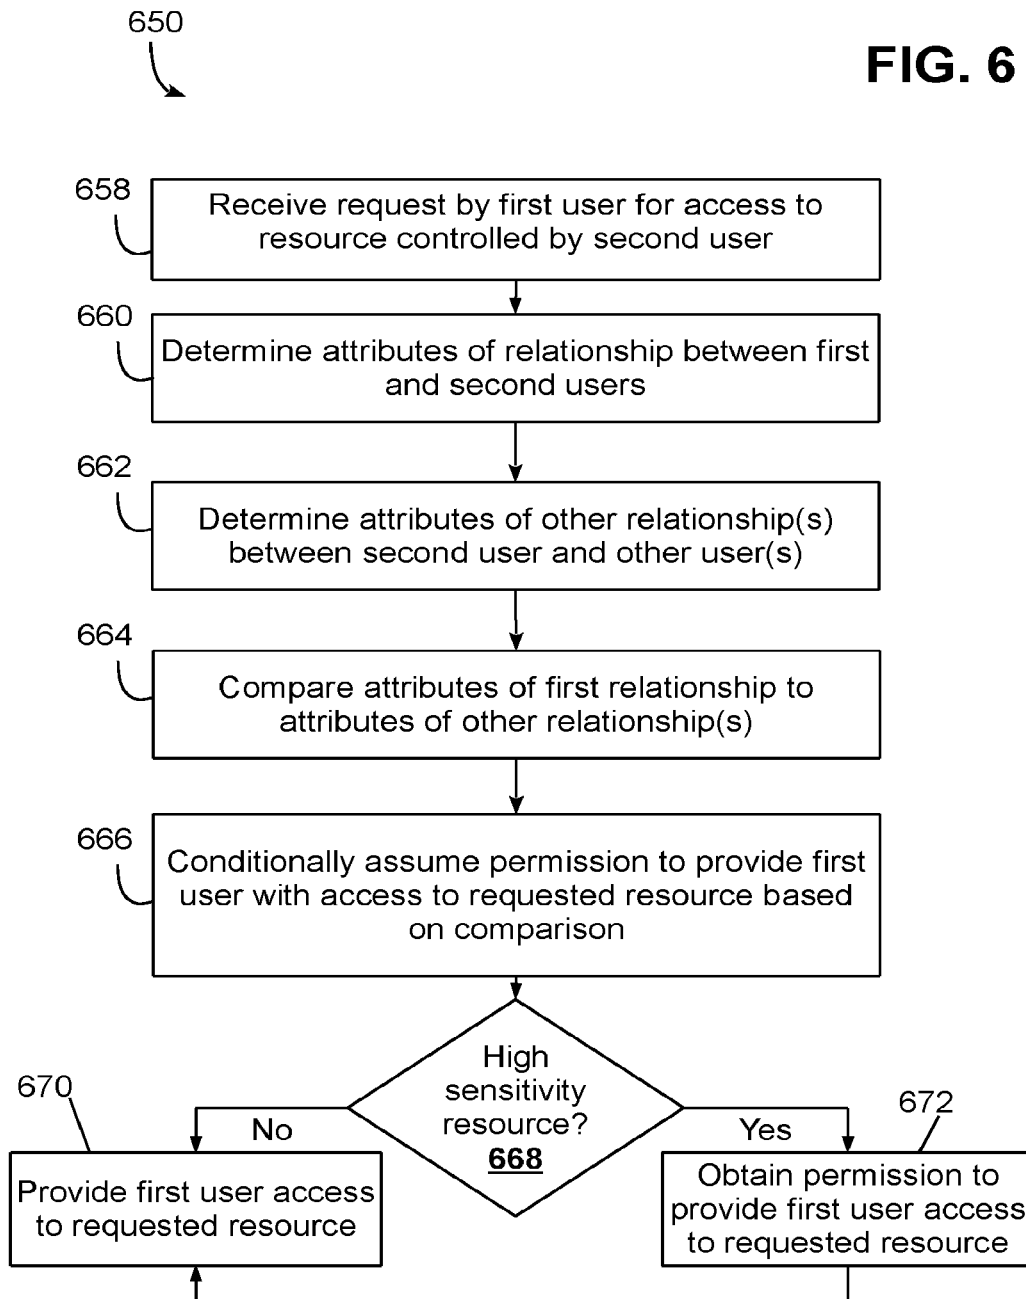 650
FIG. 6
658
Receive request by first user for access to
resource controlled by second user
660
Determine attributes of relationship between first
and second users
662
Determine attributes of other relationship(s)
between second user and other user(s)
664
Compare attributes of first relationship to
attributes of other relationship(s)
666
Conditionally assume permission to provide first
user with access to requested resource based
on comparison
High
sensitivity
resource?
668
No
Yes
670
Provide first user access
to requested resource
672
Obtain permission to
provide first user access
to requested resource